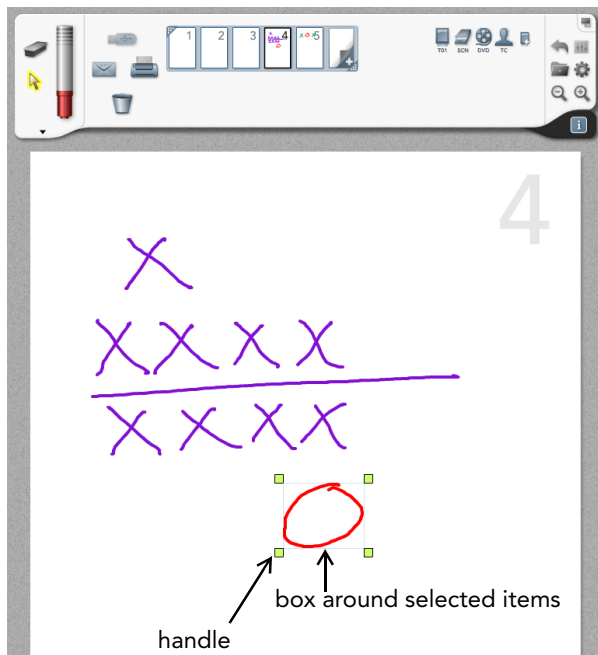 1 2 3 4 5
T01 SCN DVD TC
i
4
X
X X X X
X X X X
box around selected items
handle